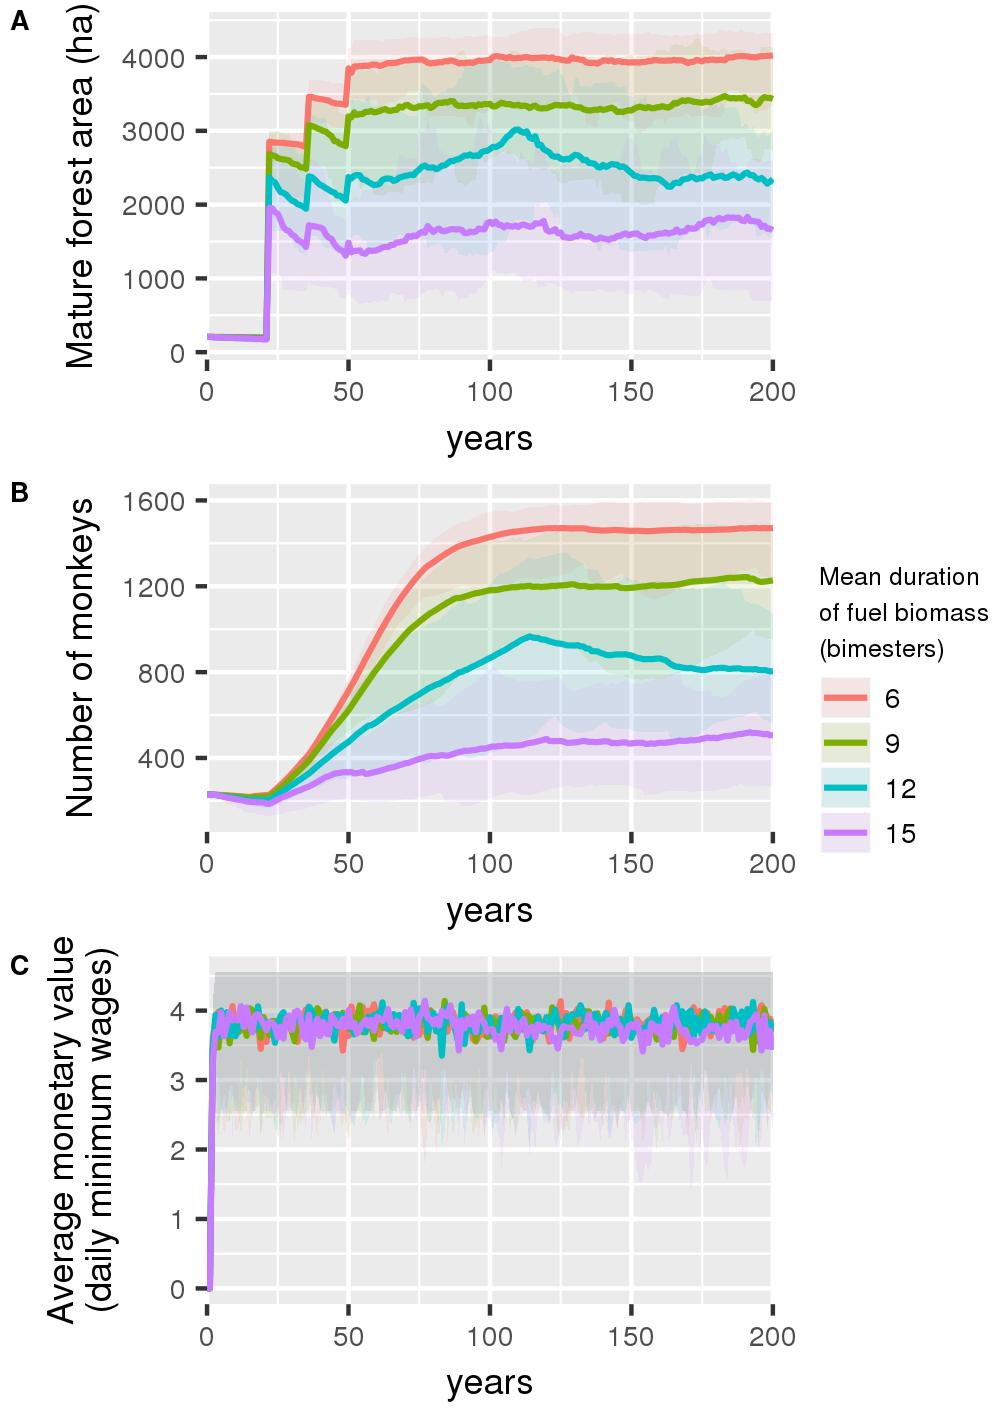 A
Mature forest area (ha)
4000
3000
2000
1000
0
0 50 100 150 200
years
B
Number of monkeys
1600
1200
800
400
0 50 100 150 200
years
Mean duration
of fuel biomass
(bimesters)
6
9
12
15
C
Average monetary value
(daily minimum wages)
4
3
2
1
0
0 50 100 150 200
years